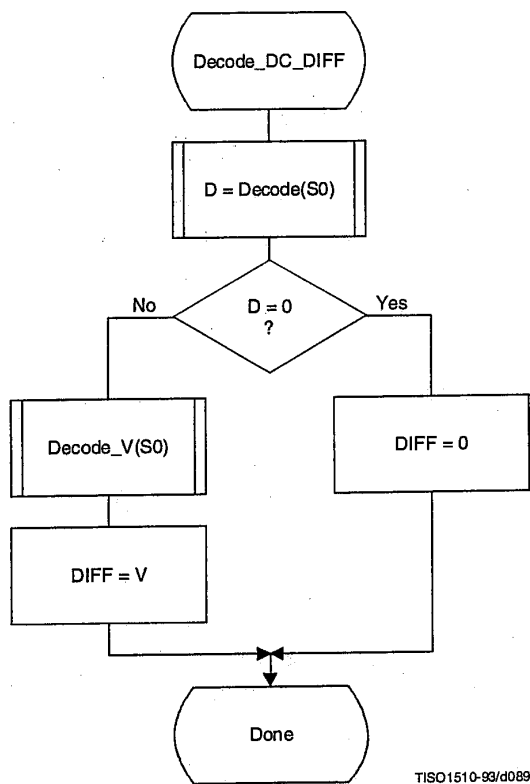 Decode_DC_DIFF
D = Decode(S0)
No
D = 0
?
Yes
Decode_V(S0)
DIFF = 0
DIFF = V
Done
TISO1510-93/d089